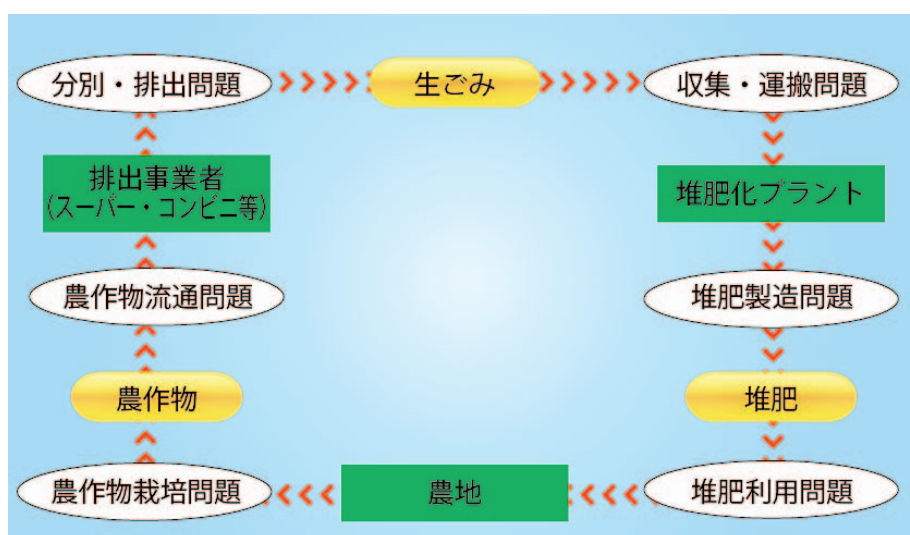 分別・排出問題
生ごみ
収集・運搬問題
排出事業者
(スーパー・コンビニ等)
堆肥化プラント
農作物流通問題
堆肥製造問題
農作物
堆肥
農作物栽培問題
農地
堆肥利用問題